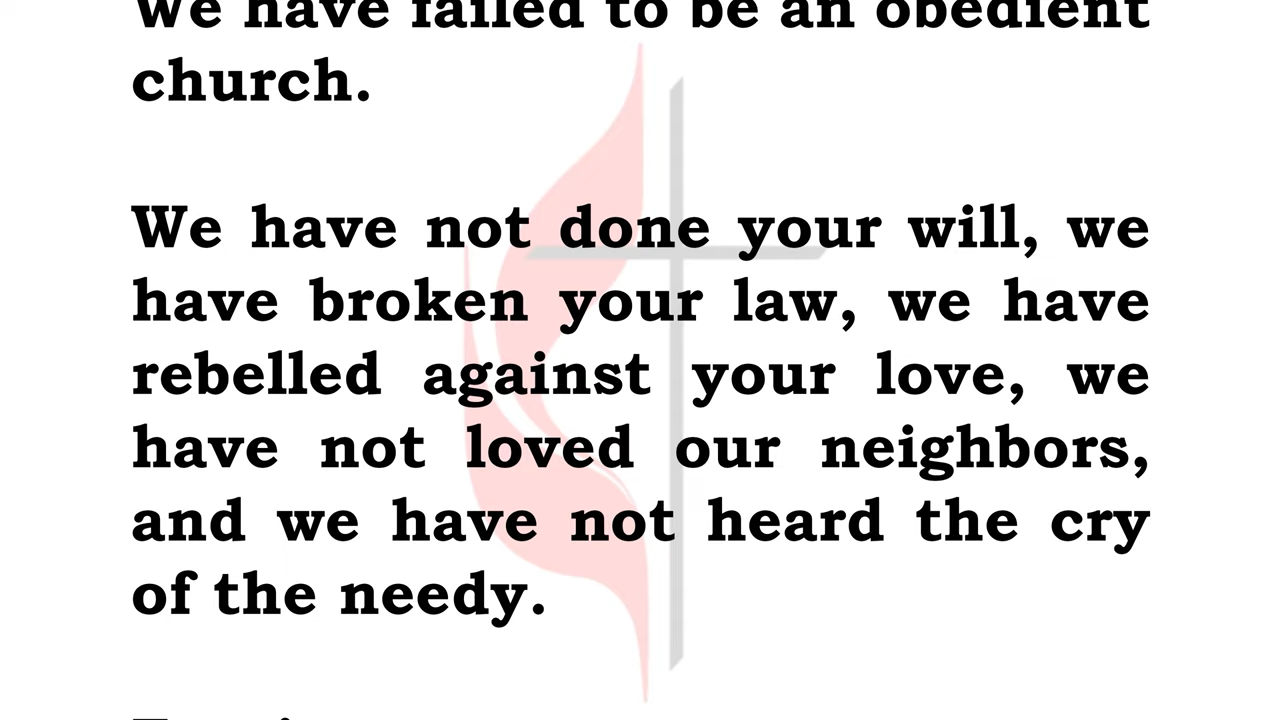 We have failed to be an obedient
church.
We have not done your will, we
have broken your law, we have
rebelled against your love, we
have not loved our neighbors,
and we have not heard the cry
of the needy.